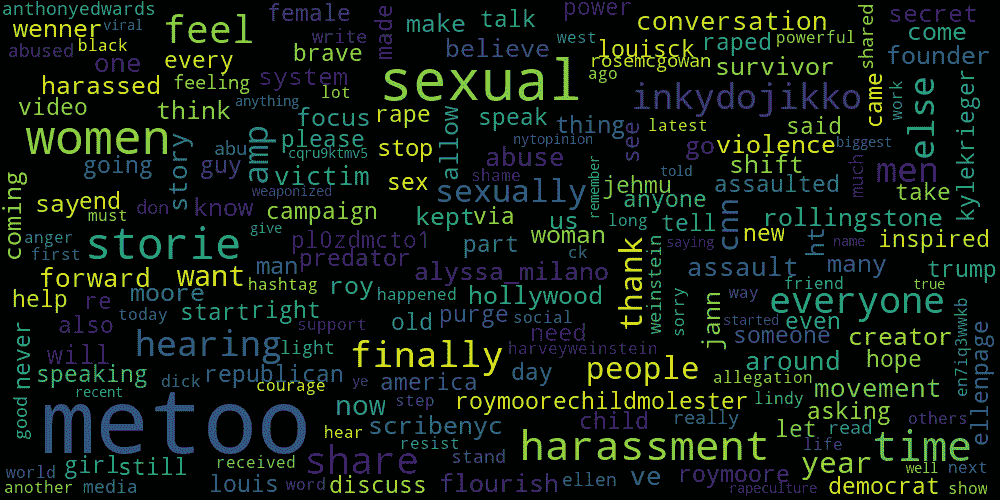 anthonyedwards
viral
wenner
feel
female
made
write
power
make
talk
conversation
secret
come
abused
black
brave
believe
west
powerful
louisck
raped
shared
founder
one
every
rosemcgowan
harassed
feeling
system
sexual
ago
survivor
video
think
lot
anything
inkydojikko
came
work
else
kylekrieger
women
story
amp
focus
rape
allow
speak
thing
see
latest
said
please
stop
nytopinion
go
violence
biggest
going
guy
abu
cqru9ktmv5
abuse
told
shift
much
men
victim
sex
shame
coming
weaponized
sexually
remember
jehmu
assaulted
take
say
end
must
don
know
campaign
kept
via
us
long
anyone
tell
cnn
rollingstone
anger
first
give
storie
pl0zdmcto1
part
woman
saying
new
name
ht
inspired
predator
ck
thank
weinstein
forward
want
man
alyssa_milano
assault
many
true
trump
help
re
moore
hashtag
roy
happened
hollywood
sorry
jann
way
friend
everyone
today
start
right
old
purge
social
started
even
en7iq3wwkb
never
also
support
need
someone
creator
ellenpage
good
will
hearing
light
finally
harveyweinstein
around
hope
speaking
dick
republican
america
day
people
allegation
movement
recent
courage
ye
step
roymoorechildmolester
lindy
asking
others
metoo
now
scribenyc
child
really
let
read
time
hear
resist
harassment
life
girl
still
share
stand
year
well
next
world
received
discuss
flourish
ellen
ve
roymoore
democrat
another
media
louis
word
rapeculture
show